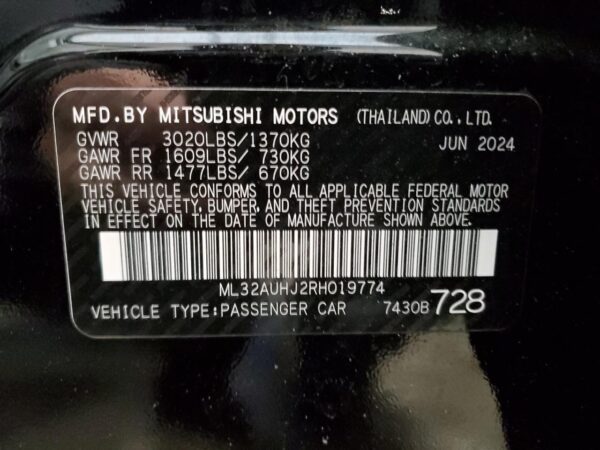 MFD.BY MITSUBISHI MOTORS (THAILAND)CO.,LTD.
GVWR 3020LBS/1370KG JUN 2024
GAWR FR 1609LBS/ 730KG
GAWR RR 1477LBS/ 670KG
THIS VEHICLE CONFORMS TO ALL APPLICABLE FEDERAL MOTOR
VEHICLE SAFETY, BUMPER, AND THEFT PREVENTION STANDARDS
IN EFFECT ON THE DATE OF MANUFACTURE SHOWN ABOVE.
ML32AUHJ2RH019774
VEHICLE TYPE:PASSENGER CAR 7430B 728